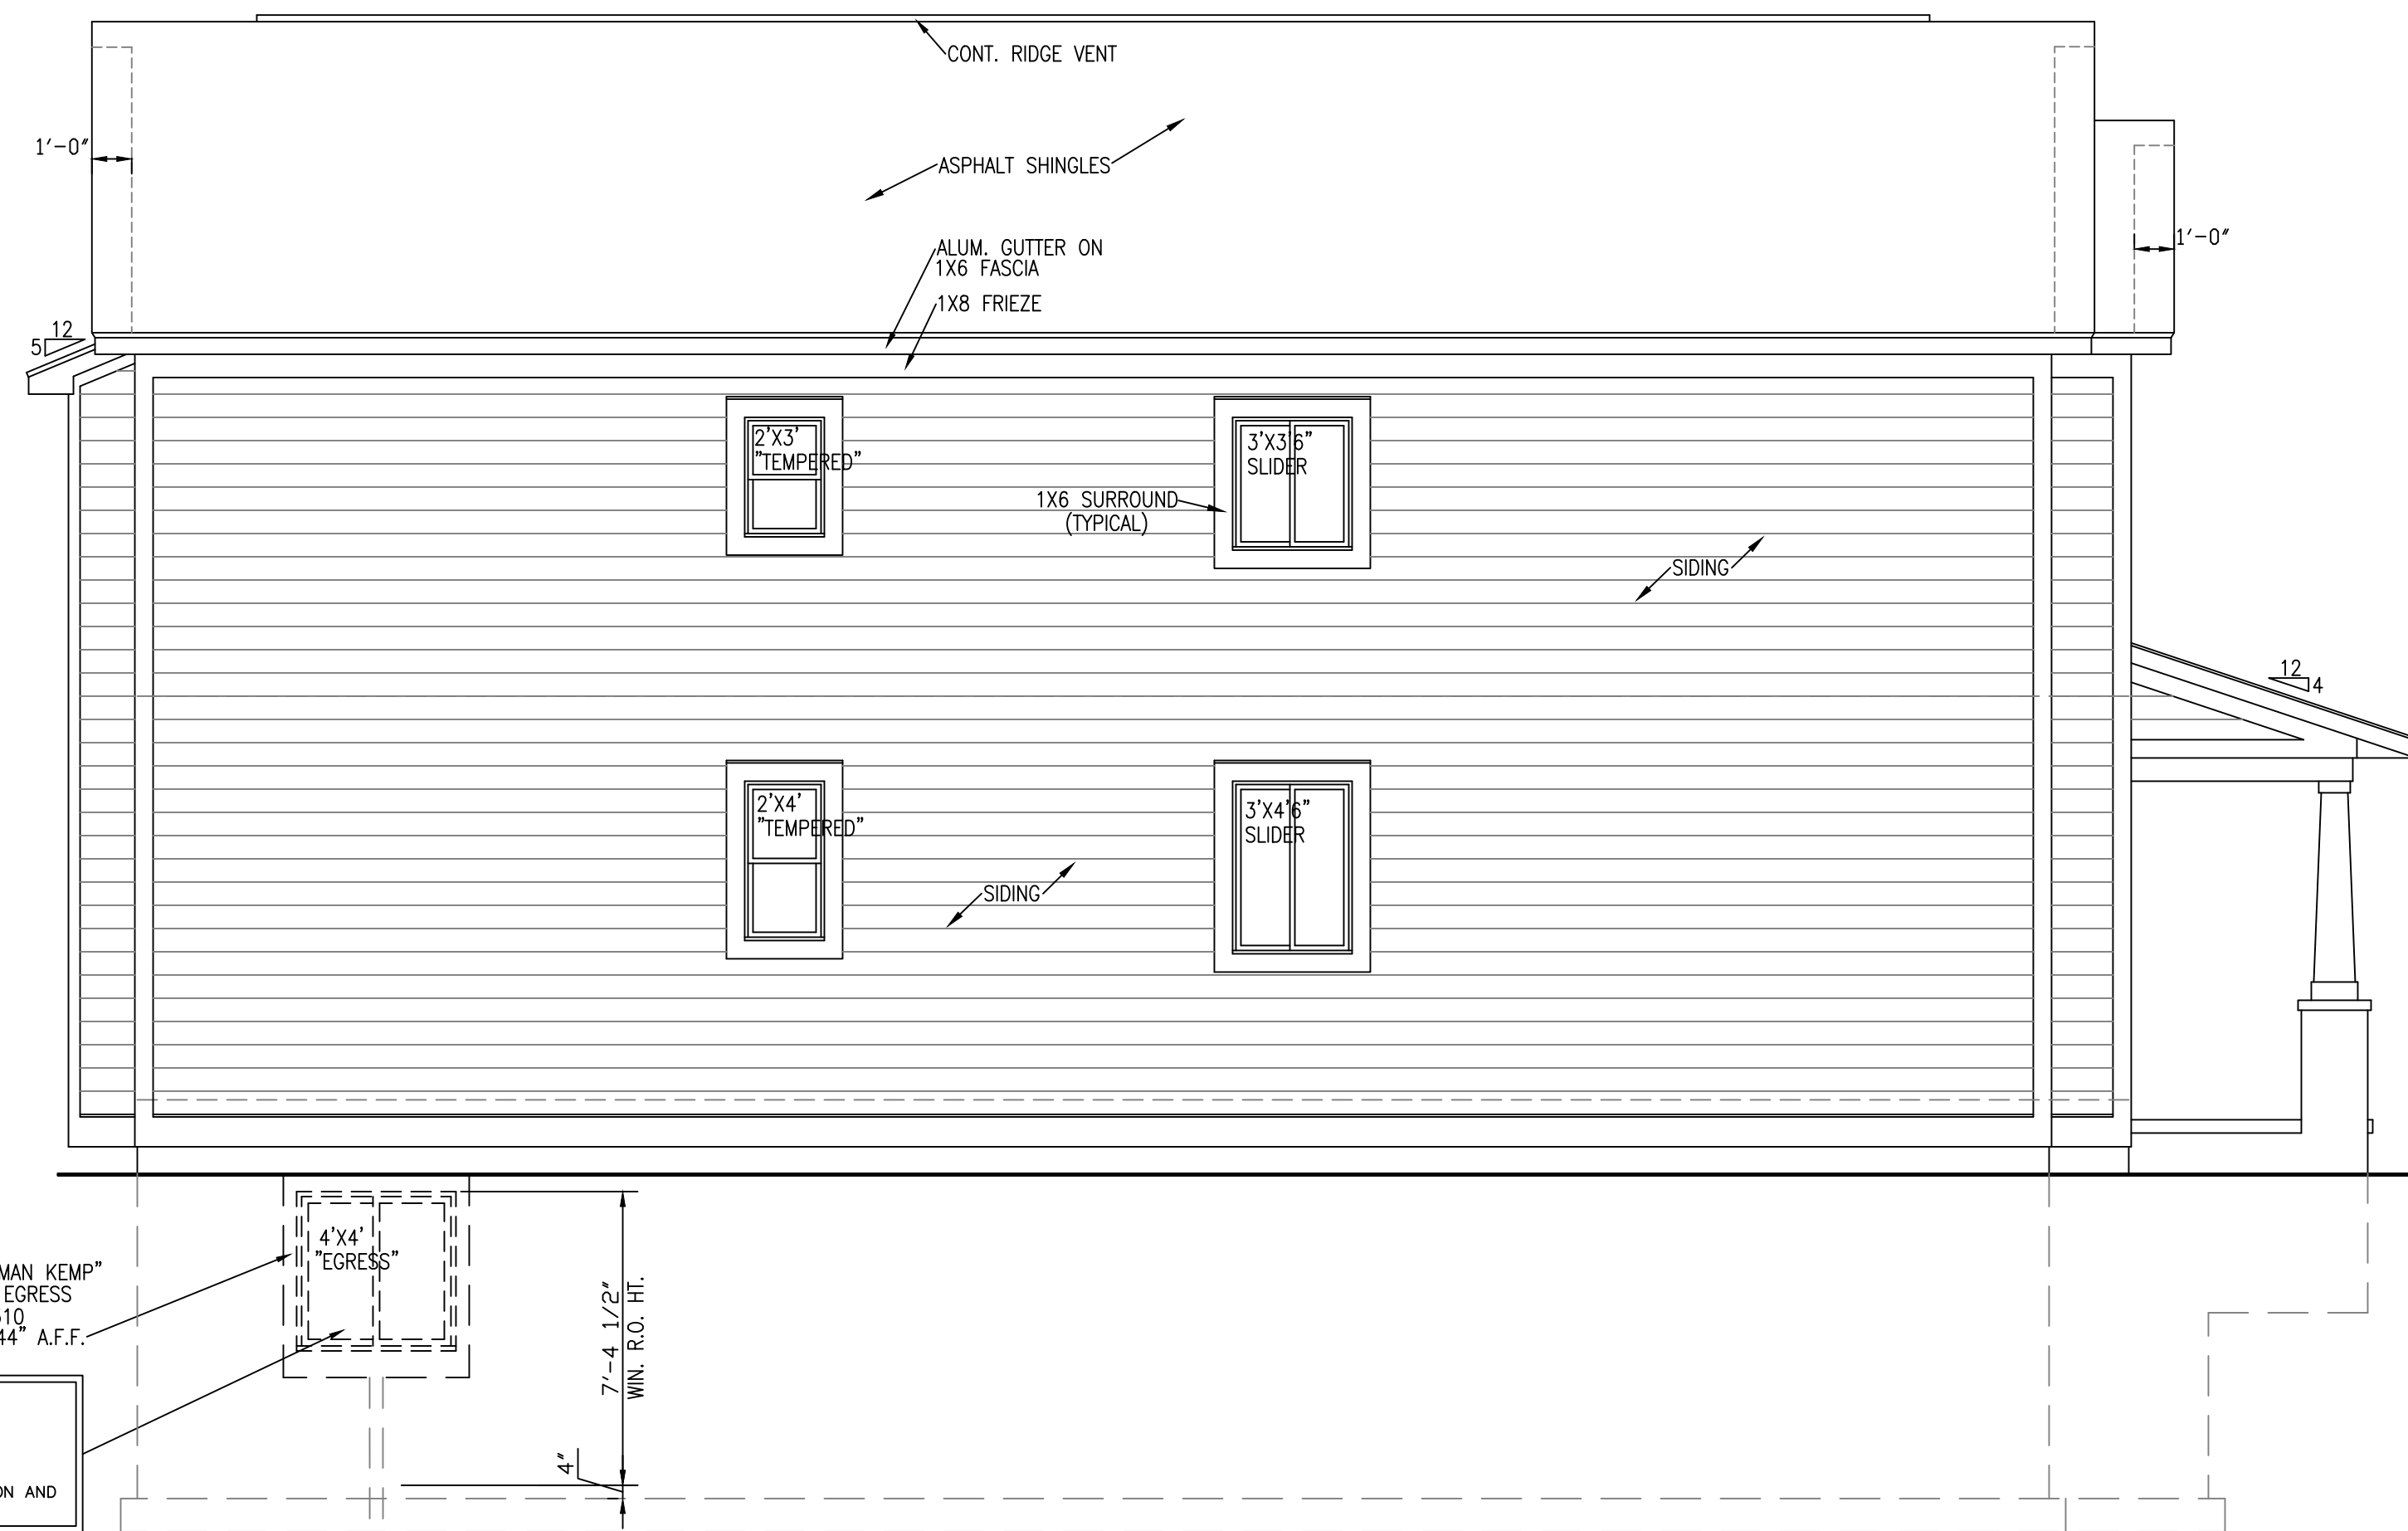 CONT. RIDGE VENT
1'-0"
ASPHALT SHINGLES
1'-0"
ALUM. GUTTER ON
1X6 FASCIA
1X8 FRIEZE
12
5
2'X3'
"TEMPERED"
3'X3'6"
SLIDER
1X6 SURROUND
(TYPICAL)
SIDING
12
4
2'X4'
"TEMPERED"
3'X4'6"
SLIDER
SIDING
4'X4'
"EGRESS"
MAN KEMP"
EGRESS
510
44" A.F.F.
7'-4 1/2"
WIN. R.O. HT.
4"
ON AND